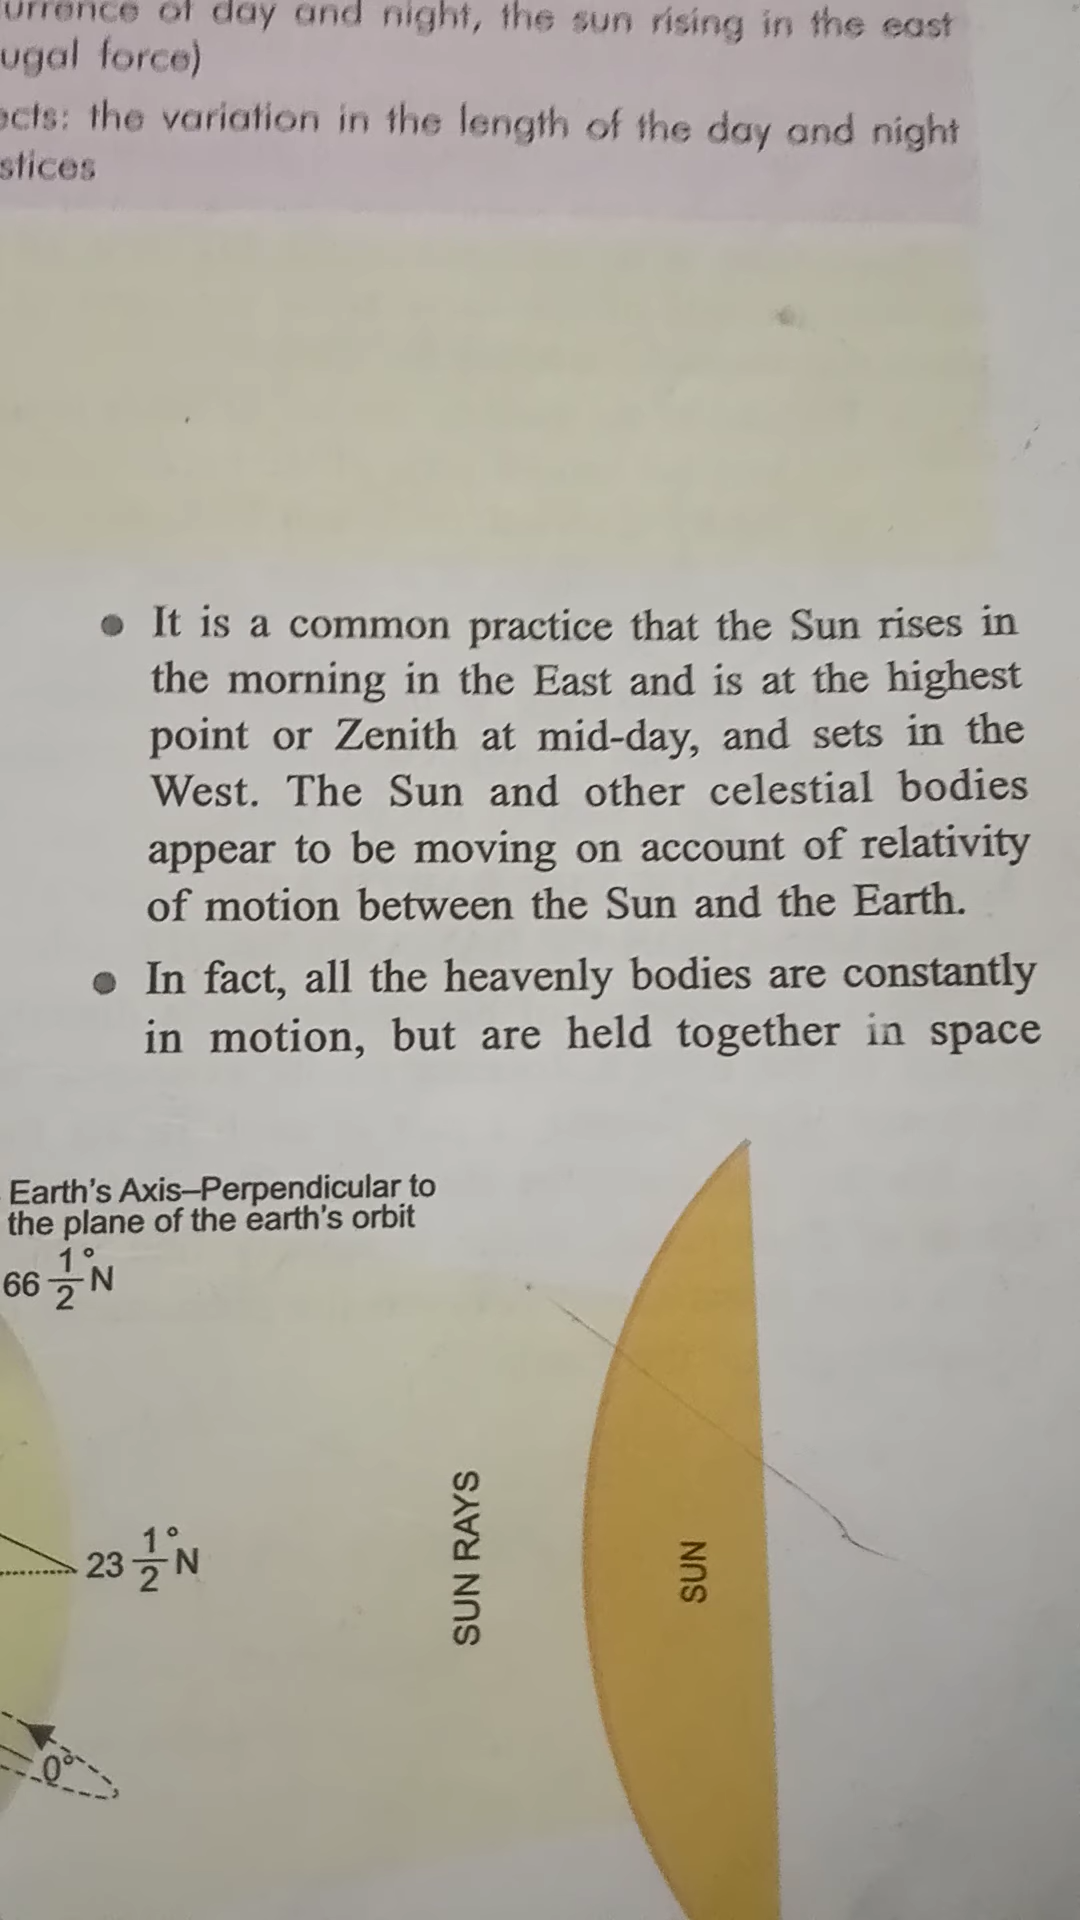 of day and night, the sun rising in the east
ugal force)
ects: the variation in the length of the day and night
stices
• It is a common practice that the Sun rises in
the morning in the East and is at the highest
point or Zenith at mid-day, and sets in the
West. The Sun and other celestial bodies
appear to be moving on account of relativity
of motion between the Sun and the Earth.
• In fact, all the heavenly bodies are constantly
in motion, but are held together in space
Earth's Axis–Perpendicular to
the plane of the earth's orbit
66 1/2° N
23 1/2° N
SUN RAYS
SUN
0°